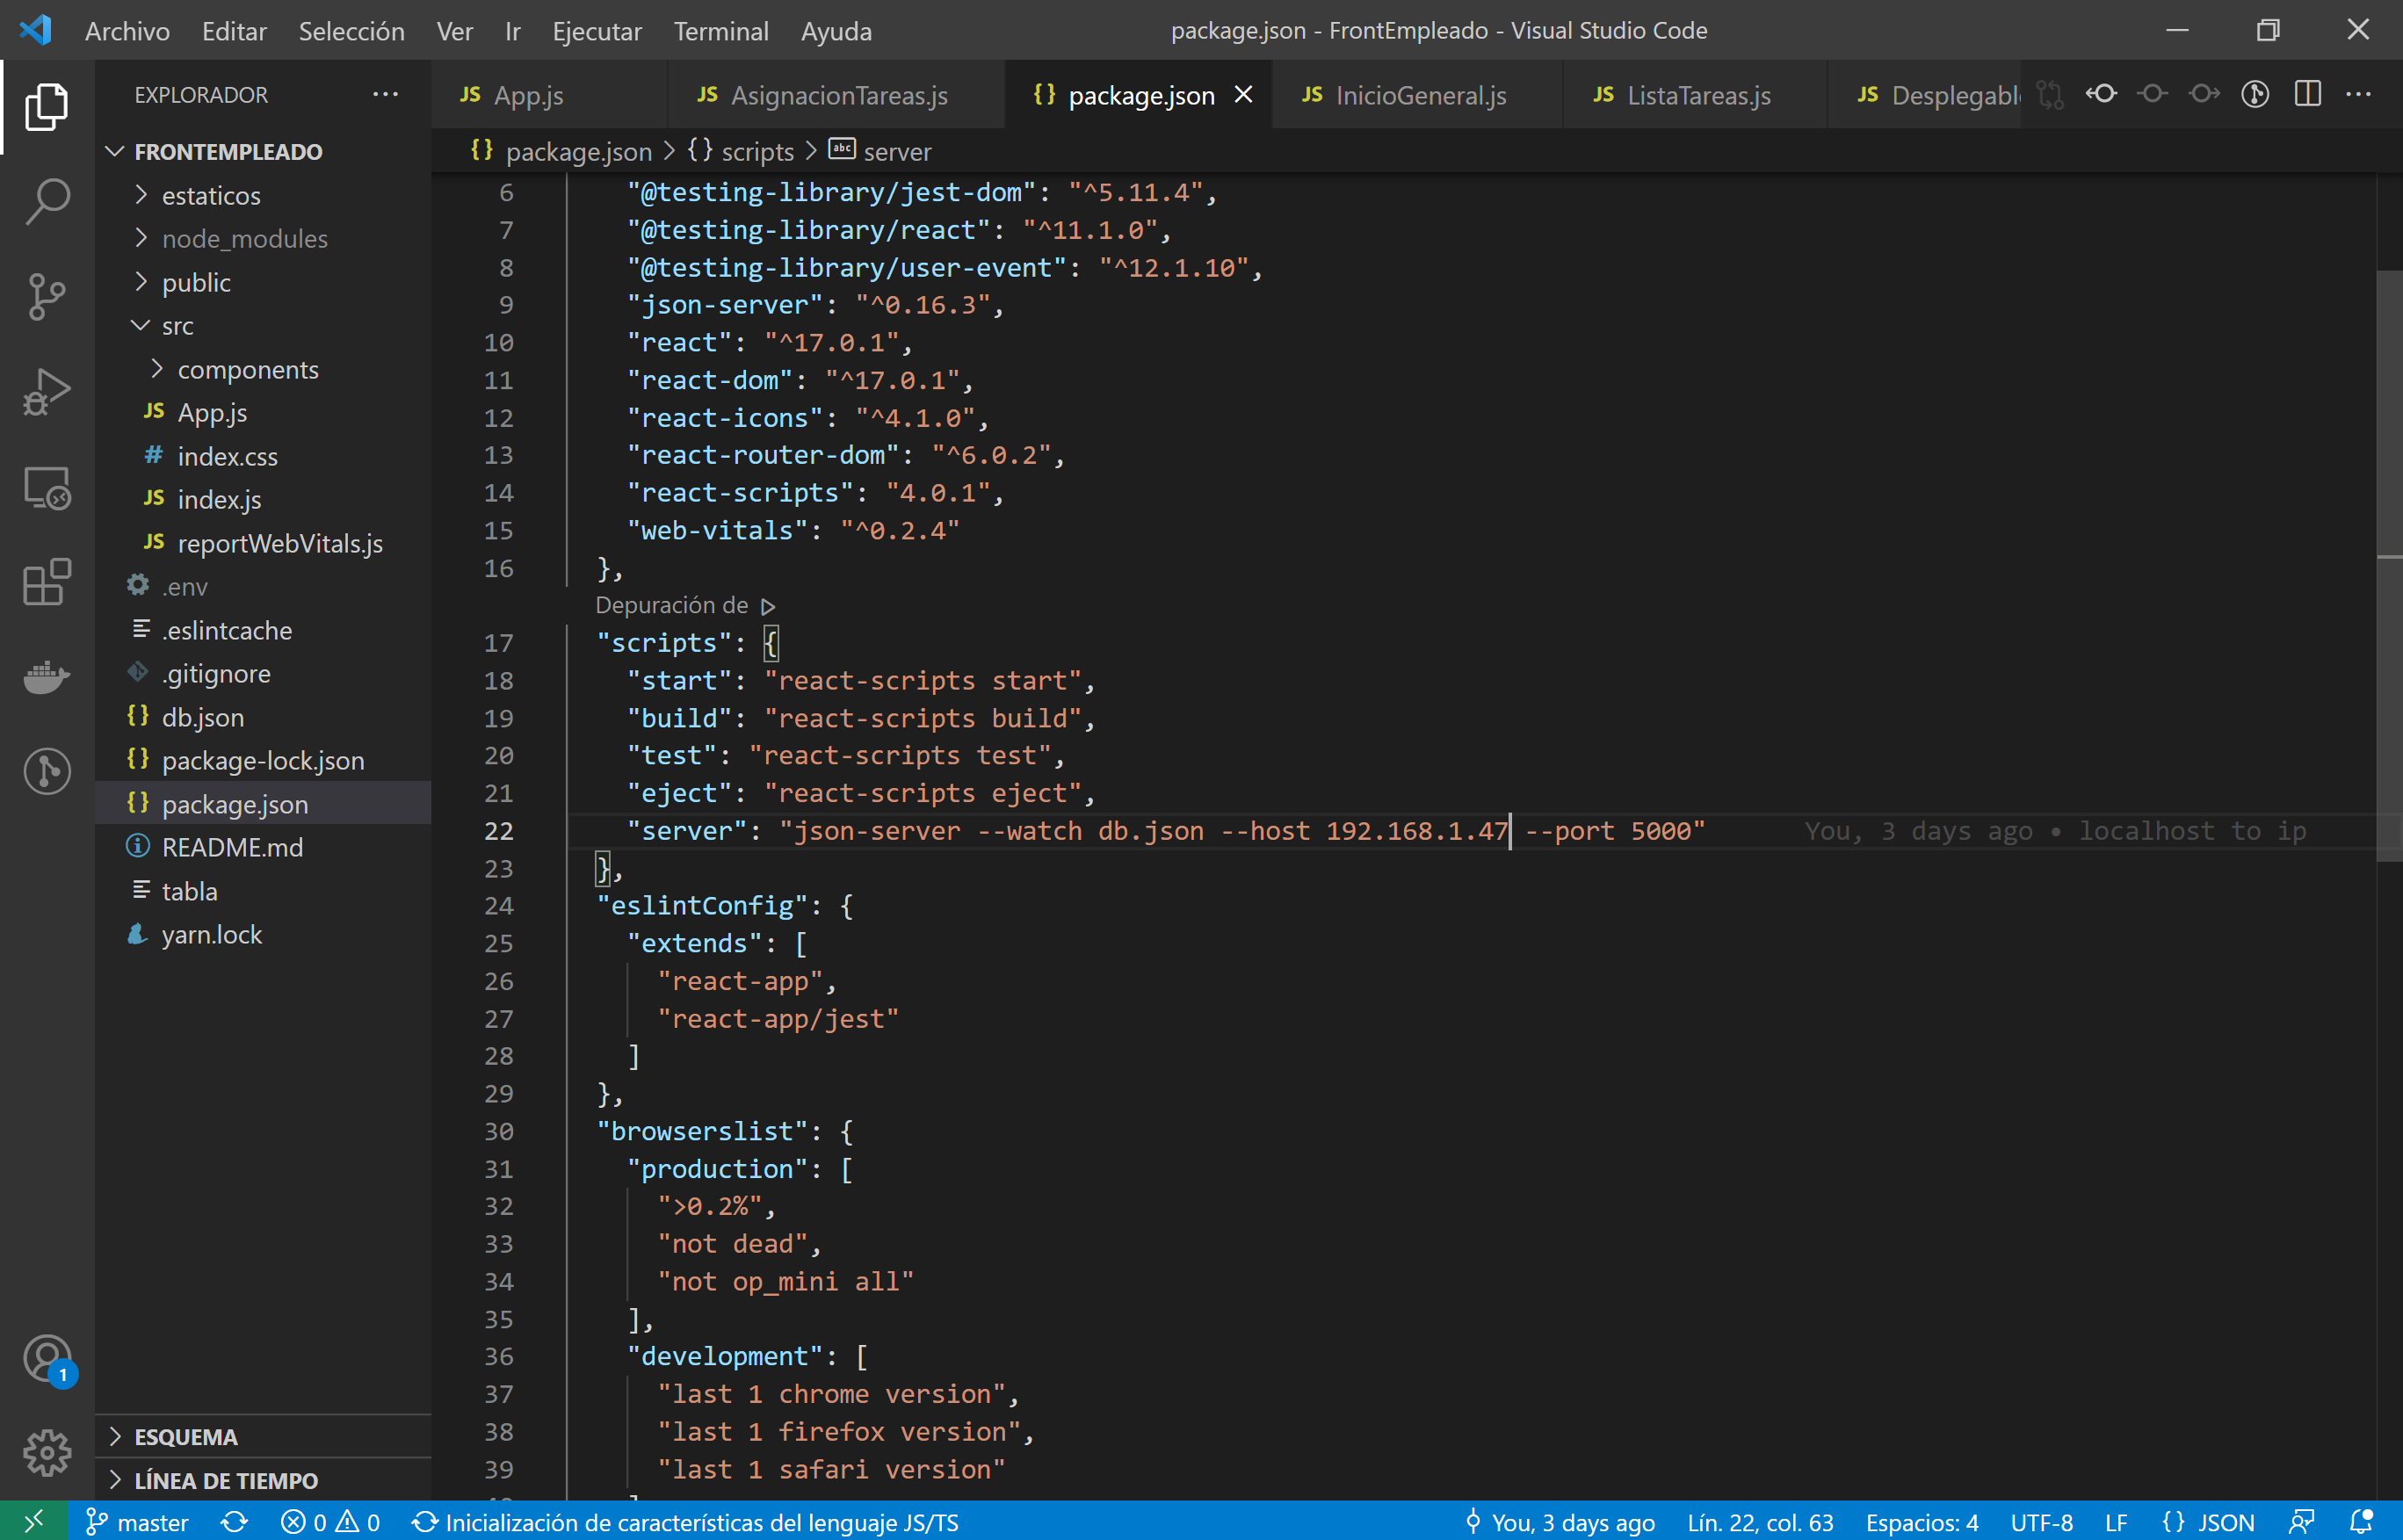 Archivo Editar Selección Ver Ir Ejecutar Terminal Ayuda
package.json - FrontEmpleado - Visual Studio Code
EXPLORADOR
FRONTEMPLEADO
estaticos
node_modules
public
src
components
JS App.js
# index.css
JS index.js
JS reportWebVitals.js
.env
.eslintcache
.gitignore
{} db.json
{} package-lock.json
{} package.json
README.md
tabla
yarn.lock
ESQUEMA
LÍNEA DE TIEMPO
1
JS App.js
JS AsignacionTareas.js
{} package.json
JS InicioGeneral.js
JS ListaTareas.js
JS Desplegabl
{} package.json > {} scripts > abc server
6 "@testing-library/jest-dom": "^5.11.4",
7 "@testing-library/react": "^11.1.0",
8 "@testing-library/user-event": "^12.1.10",
9 "json-server": "^0.16.3",
10 "react": "^17.0.1",
11 "react-dom": "^17.0.1",
12 "react-icons": "^4.1.0",
13 "react-router-dom": "^6.0.2",
14 "react-scripts": "4.0.1",
15 "web-vitals": "^0.2.4"
16 },
Depuración de
17 "scripts": {
18 "start": "react-scripts start",
19 "build": "react-scripts build",
20 "test": "react-scripts test",
21 "eject": "react-scripts eject",
22 "server": "json-server --watch db.json --host 192.168.1.47 --port 5000" You, 3 days ago • localhost to ip
23 },
24 "eslintConfig": {
25 "extends": [
26 "react-app",
27 "react-app/jest"
28 ]
29 },
30 "browserslist": {
31 "production": [
32 ">0.2%",
33 "not dead",
34 "not op_mini all"
35 ],
36 "development": [
37 "last 1 chrome version",
38 "last 1 firefox version",
39 "last 1 safari version"
master
0 0
Inicialización de características del lenguaje JS/TS
You, 3 days ago
Lín. 22, col. 63
Espacios: 4
UTF-8
LF
{} JSON